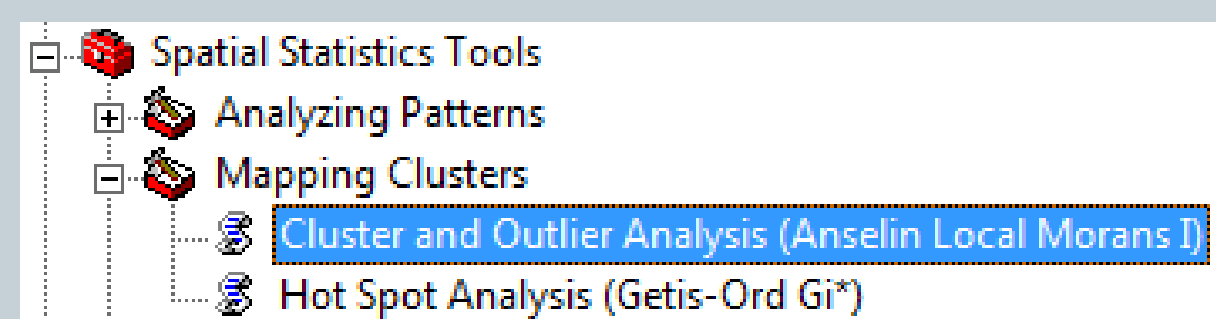 Spatial Statistics Tools
Analyzing Patterns
Mapping Clusters
Cluster and Outlier Analysis (Anselin Local Morans I)
Hot Spot Analysis (Getis-Ord Gi*)